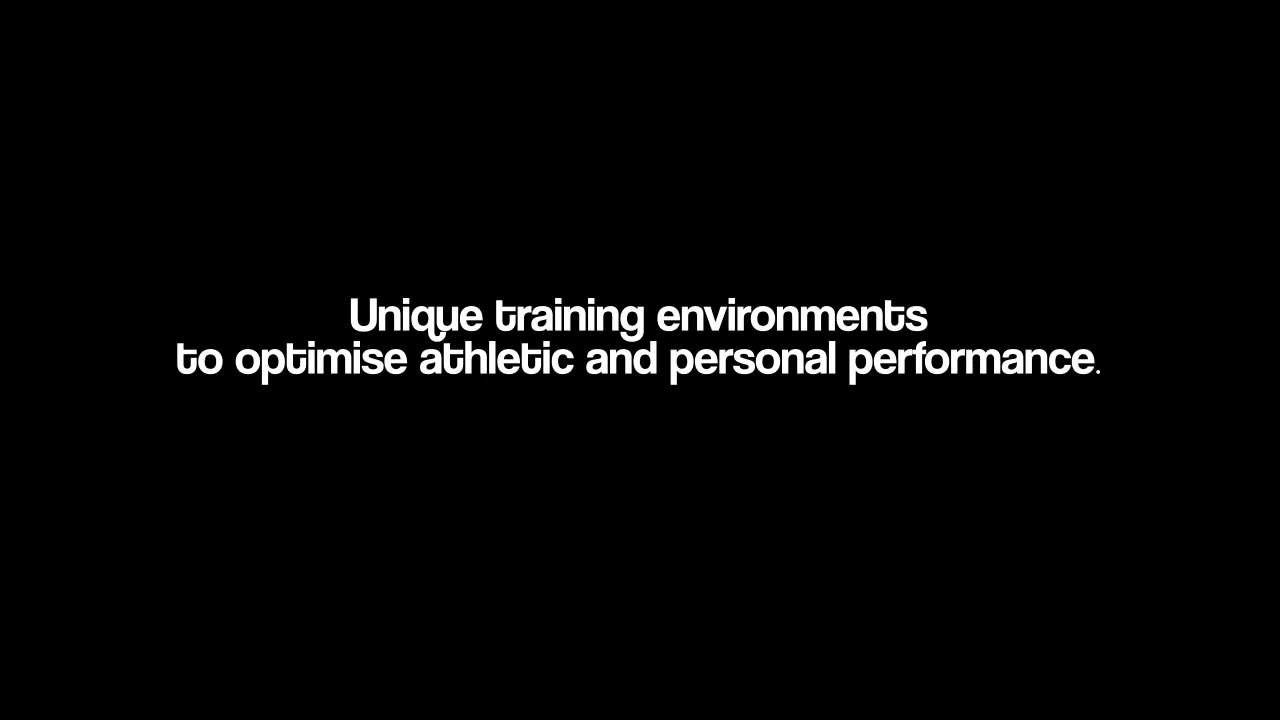 Unique training environments
to optimise athletic and personal performance.